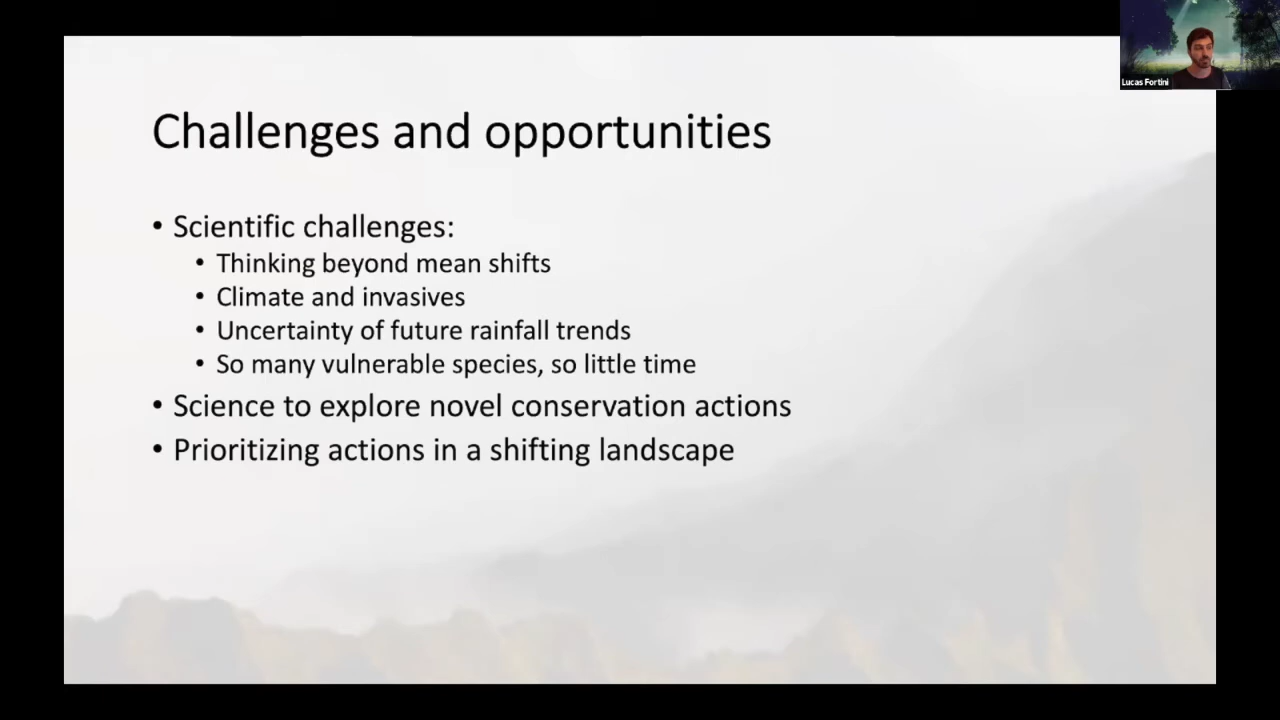 Lucas Fortini
Challenges and opportunities
• Scientific challenges:
• Thinking beyond mean shifts
• Climate and invasives
• Uncertainty of future rainfall trends
• So many vulnerable species, so little time
• Science to explore novel conservation actions
• Prioritizing actions in a shifting landscape